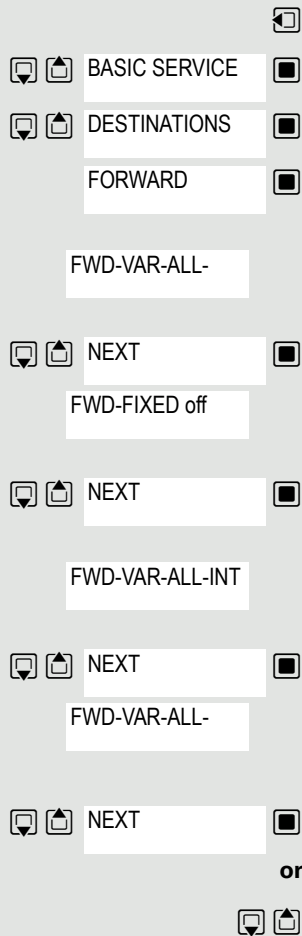 BASIC SERVICE
DESTINATIONS
FORWARD
FWD-VAR-ALL-
NEXT
FWD-FIXED off
NEXT
FWD-VAR-ALL-INT
NEXT
FWD-VAR-ALL-
NEXT
or